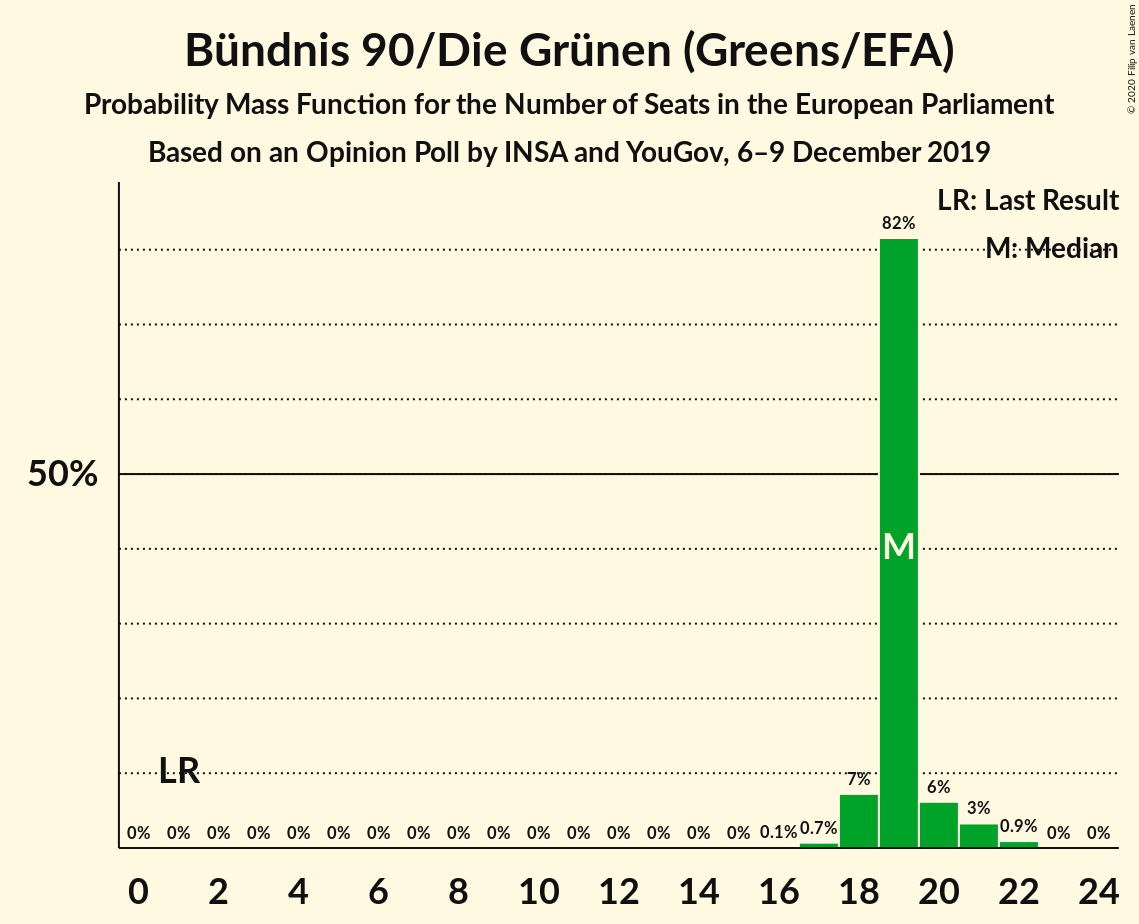 Bündnis 90/Die Grünen (Greens/EFA)
Probability Mass Function for the Number of Seats in the European Parliament
Based on an Opinion Poll by INSA and YouGov, 6–9 December 2019
© 2020 Filip van Laenen
LR: Last Result
M: Median
82%
50%
M
LR
7%
6%
3%
0% 0% 0% 0% 0% 0% 0% 0% 0% 0% 0% 0% 0% 0% 0% 0% 0.1% 0.7% 0.9% 0% 0%
0 2 4 6 8 10 12 14 16 18 20 22 24